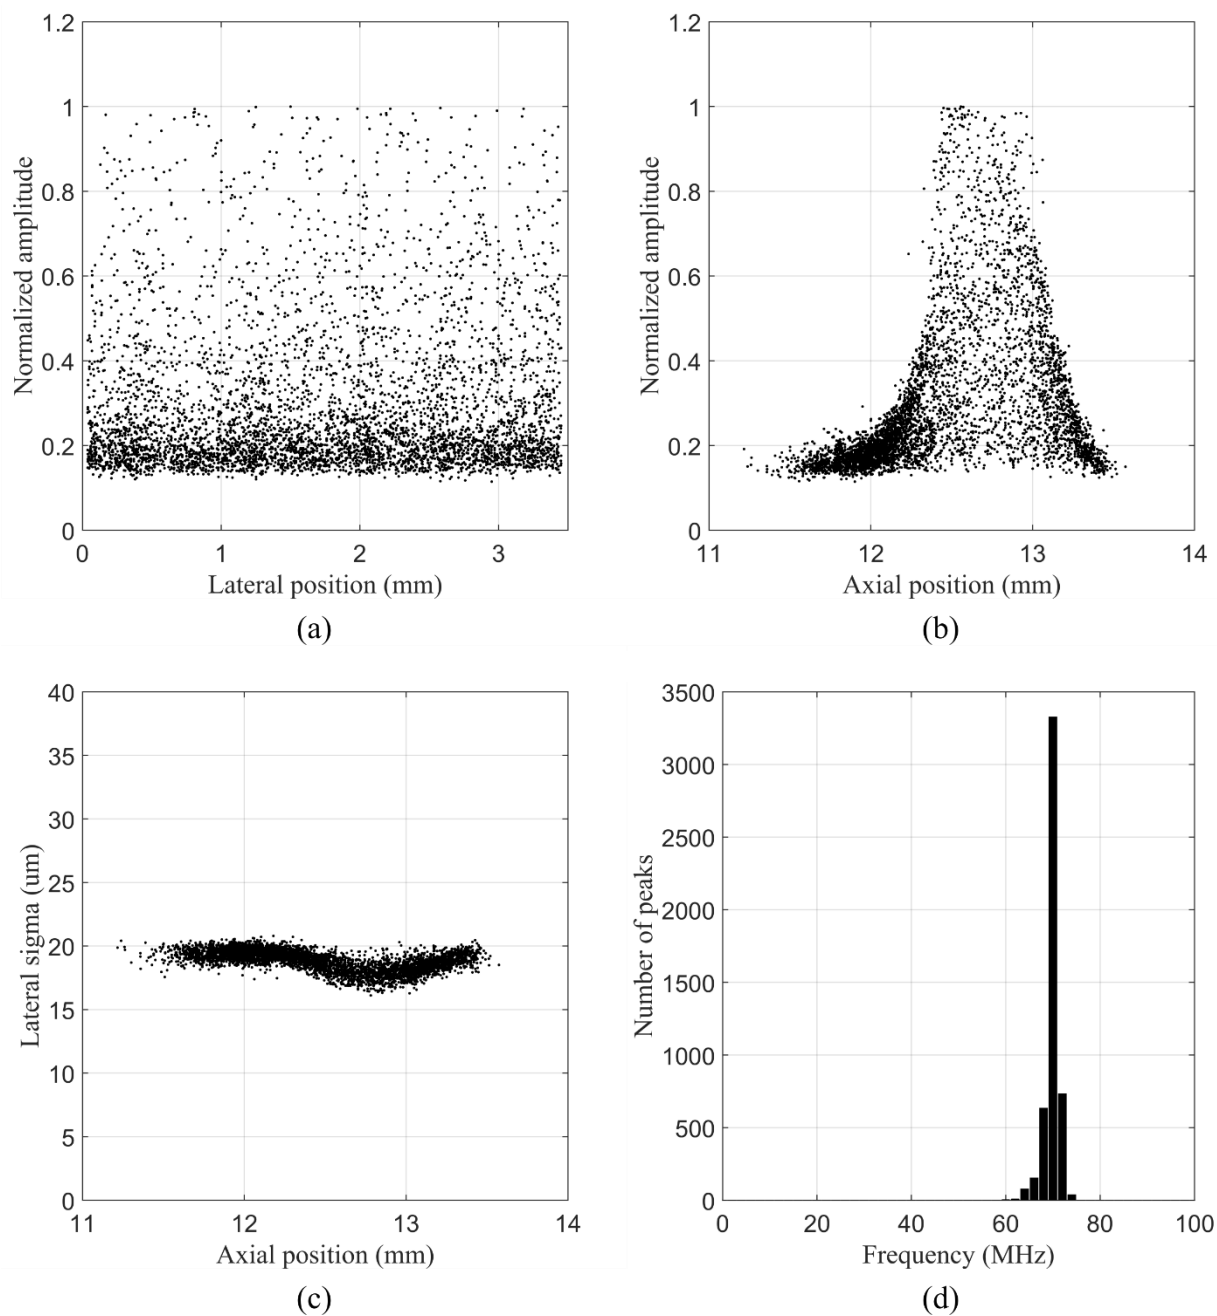 1.2
1
0.8
0.6
0.4
0.2
0
Normalized amplitude
0 1 2 3
Lateral position (mm)
(a)
1.2
1
0.8
0.6
0.4
0.2
0
Normalized amplitude
11 12 13 14
Axial position (mm)
(b)
40
35
30
25
20
15
10
5
0
Lateral sigma (um)
11 12 13 14
Axial position (mm)
(c)
3500
3000
2500
2000
1500
1000
500
0
Number of peaks
0 20 40 60 80 100
Frequency (MHz)
(d)